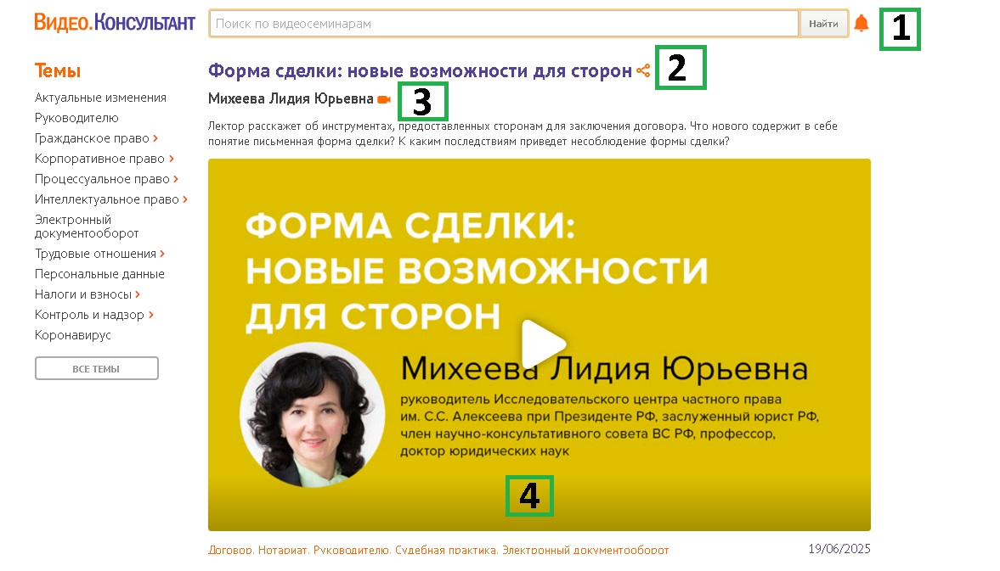 Видео.Консультант
Поиск по видеосеминарам
Найти
1
Темы
Актуальные изменения
Руководителю
Гражданское право
Корпоративное право
Процессуальное право
Интеллектуальное право
Электронный
документооборот
Трудовые отношения
Персональные данные
Налоги и взносы
Контроль и надзор
Коронавирус
ВСЕ ТЕМЫ
Форма сделки: новые возможности для сторон
2
Михеева Лидия Юрьевна
3
Лектор расскажет об инструментах, предоставленных сторонам для заключения договора. Что нового содержит в себе
понятие письменная форма сделки? К каким последствиям приведет несоблюдение формы сделки?
ФОРМА СДЕЛКИ:
НОВЫЕ ВОЗМОЖНОСТИ
ДЛЯ СТОРОН
Михеева Лидия Юрьевна
руководитель Исследовательского центра частного права
им. С.С. Алексеева при Президенте РФ, заслуженный юрист РФ,
член научно-консультативного совета ВС РФ, профессор,
доктор юридических наук
4
Договор. Нотариат. Руководителю. Судебная практика. Электронный документооборот
19/06/2025